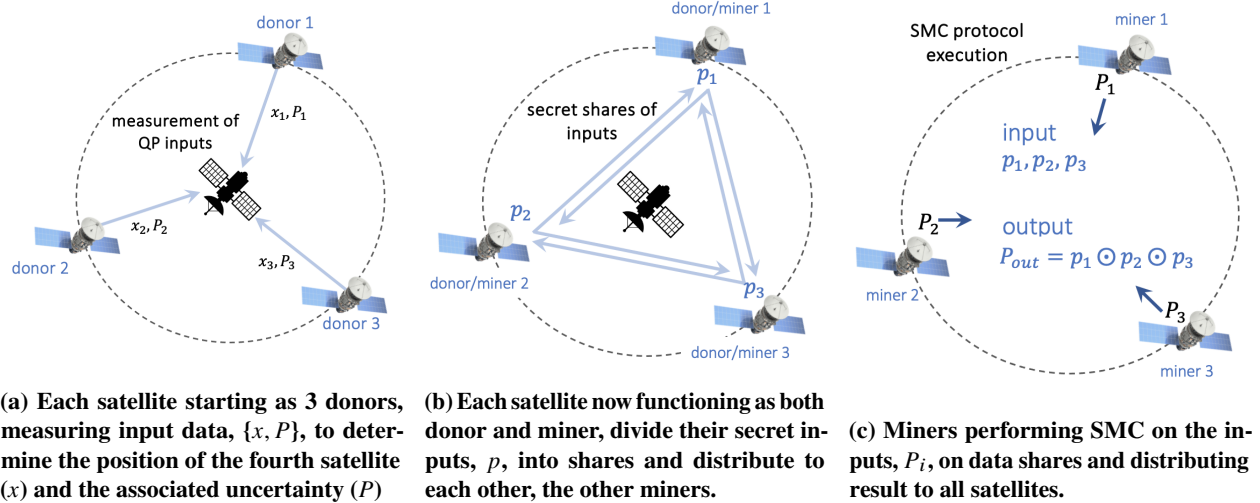 donor 1
x₁, P₁
measurement of
QP inputs
x₂, P₂
donor 2
x₃, P₃
donor 3
(a) Each satellite starting as 3 donors,
measuring input data, {x, P}, to deter-
mine the position of the fourth satellite
(x) and the associated uncertainty (P)
donor/miner 1
p₁
secret shares of
inputs
p₂
donor/miner 2
p₃
donor/miner 3
(b) Each satellite now functioning as both
donor and miner, divide their secret in-
puts, p, into shares and distribute to
each other, the other miners.
miner 1
SMC protocol
execution
P₁
input
p₁, p₂, p₃
P₂
output
P_out = p₁ ⊙ p₂ ⊙ p₃
miner 2
P₃
miner 3
(c) Miners performing SMC on the in-
puts, Pᵢ, on data shares and distributing
result to all satellites.